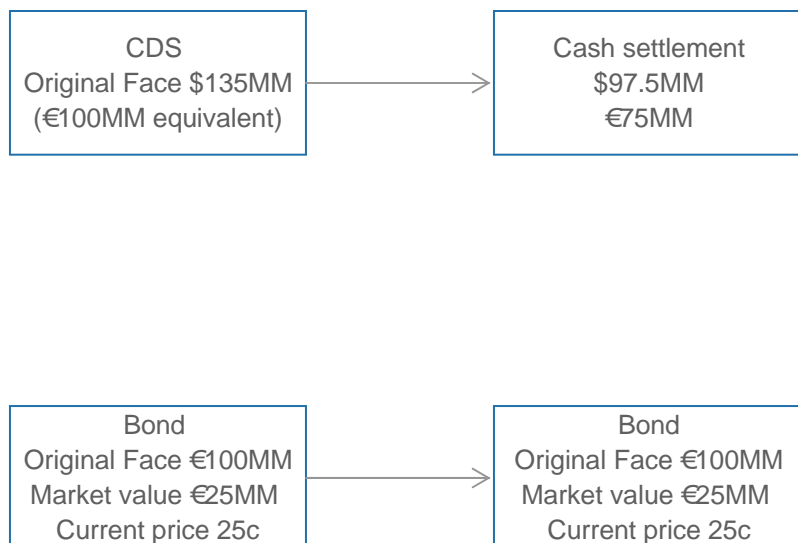 CDS
Original Face $135MM
(€100MM equivalent)
Cash settlement
$97.5MM
€75MM
Bond
Original Face €100MM
Market value €25MM
Current price 25c
Bond
Original Face €100MM
Market value €25MM
Current price 25c